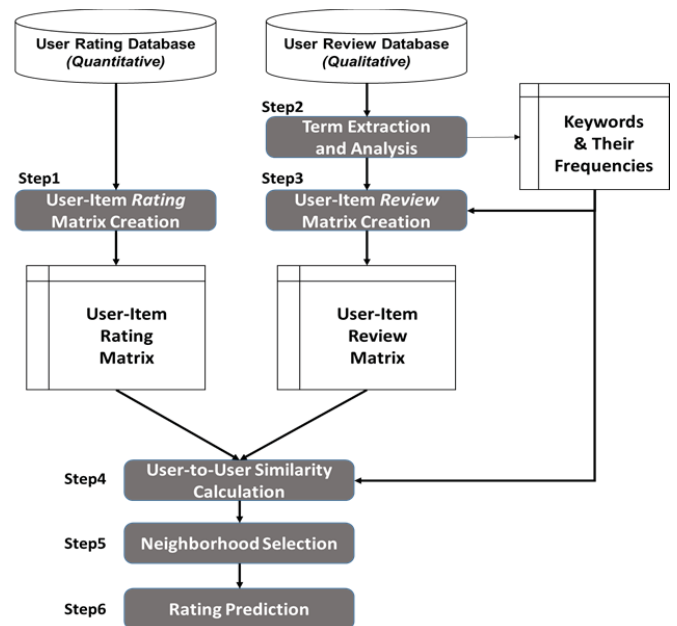 User Rating Database
(Quantitative)
User Review Database
(Qualitative)
Step2
Term Extraction
and Analysis
Keywords
& Their
Frequencies
Step1
User-Item Rating
Matrix Creation
Step3
User-Item Review
Matrix Creation
User-Item
Rating
Matrix
User-Item
Review
Matrix
Step4
User-to-User Similarity
Calculation
Step5
Neighborhood Selection
Step6
Rating Prediction